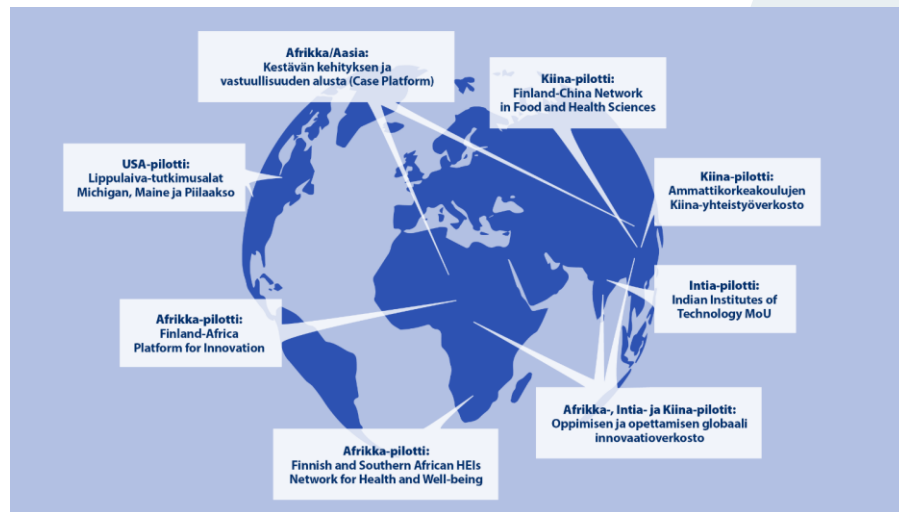 Afrikka/Aasia:
Kestävän kehityksen ja
vastuullisuuden alusta (Case Platform)
Kiina-pilotti:
Finland-China Network
in Food and Health Sciences
USA-pilotti:
Lippulaiva-tutkimusalat
Michigan, Maine ja Piilaakso
Kiina-pilotti:
Ammattikorkeakoulujen
Kiina-yhteistyöverkosto
Intia-pilotti:
Indian Institutes of
Technology MoU
Afrikka-pilotti:
Finland-Africa
Platform for Innovation
Afrikka-, Intia- ja Kiina-pilotit:
Oppimisen ja opettamisen globaali
innovaatioverkosto
Afrikka-pilotti:
Finnish and Southern African HEIs
Network for Health and Well-being